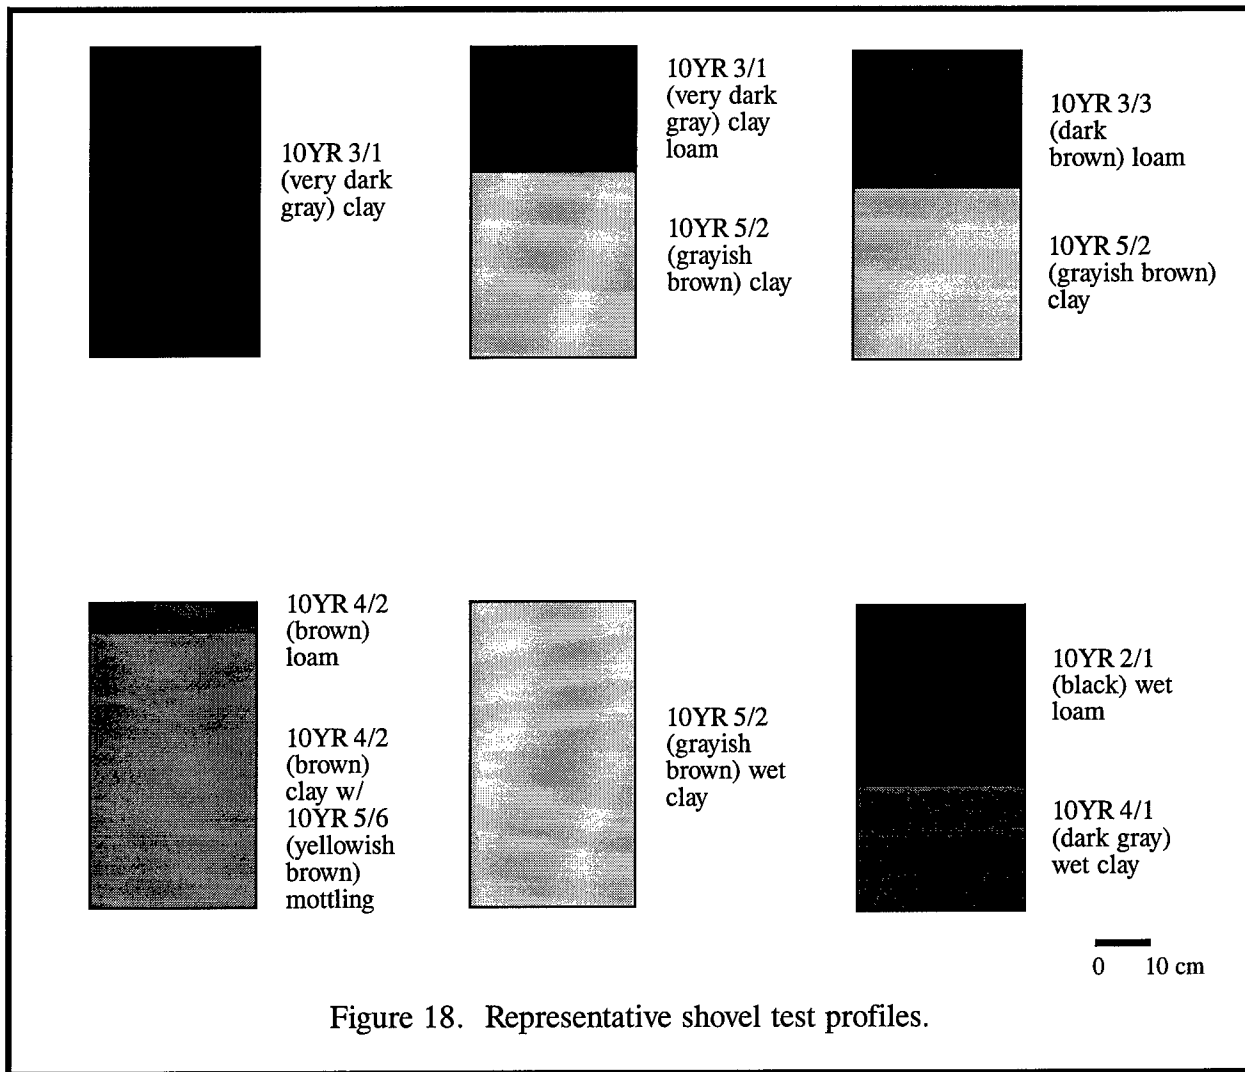 10YR 3/1
(very dark
gray) clay
10YR 3/1
(very dark
gray) clay
loam
10YR 5/2
(grayish
brown) clay
10YR 3/3
(dark
brown) loam
10YR 5/2
(grayish brown)
clay
10YR 4/2
(brown)
loam
10YR 4/2
(brown)
clay w/
10YR 5/6
(yellowish
brown)
mottling
10YR 5/2
(grayish
brown) wet
clay
10YR 2/1
(black) wet
loam
10YR 4/1
(dark gray)
wet clay
0 10 cm
Figure 18. Representative shovel test profiles.